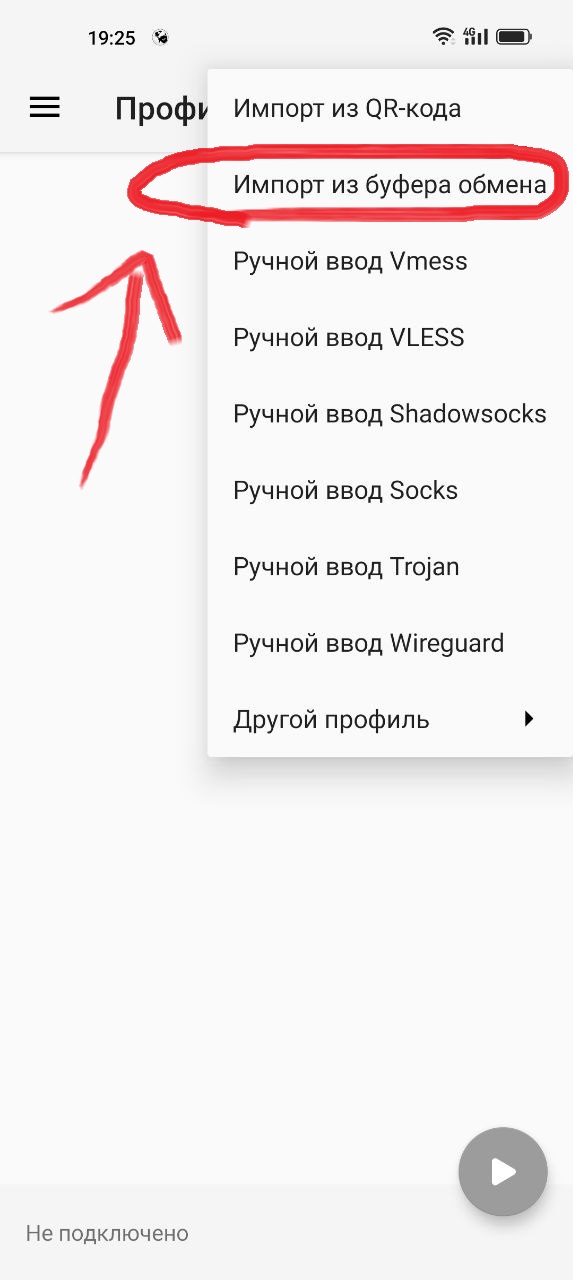 19:25
4G
Профи
Импорт из QR-кода
Импорт из буфера обмена
Ручной ввод Vmess
Ручной ввод VLESS
Ручной ввод Shadowsocks
Ручной ввод Socks
Ручной ввод Trojan
Ручной ввод Wireguard
Другой профиль
Не подключено